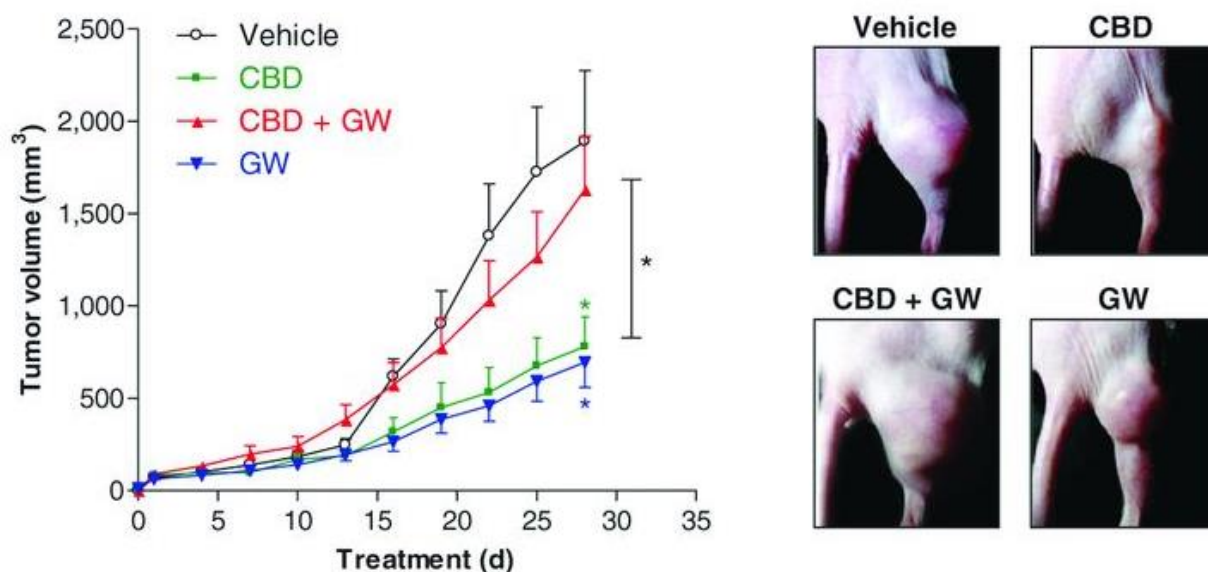 2,500
2,000
1,500
1,000
500
0
Tumor volume (mm³)
Vehicle
CBD
CBD + GW
GW
*
*
*
0 5 10 15 20 25 30 35
Treatment (d)
Vehicle
CBD
CBD + GW
GW